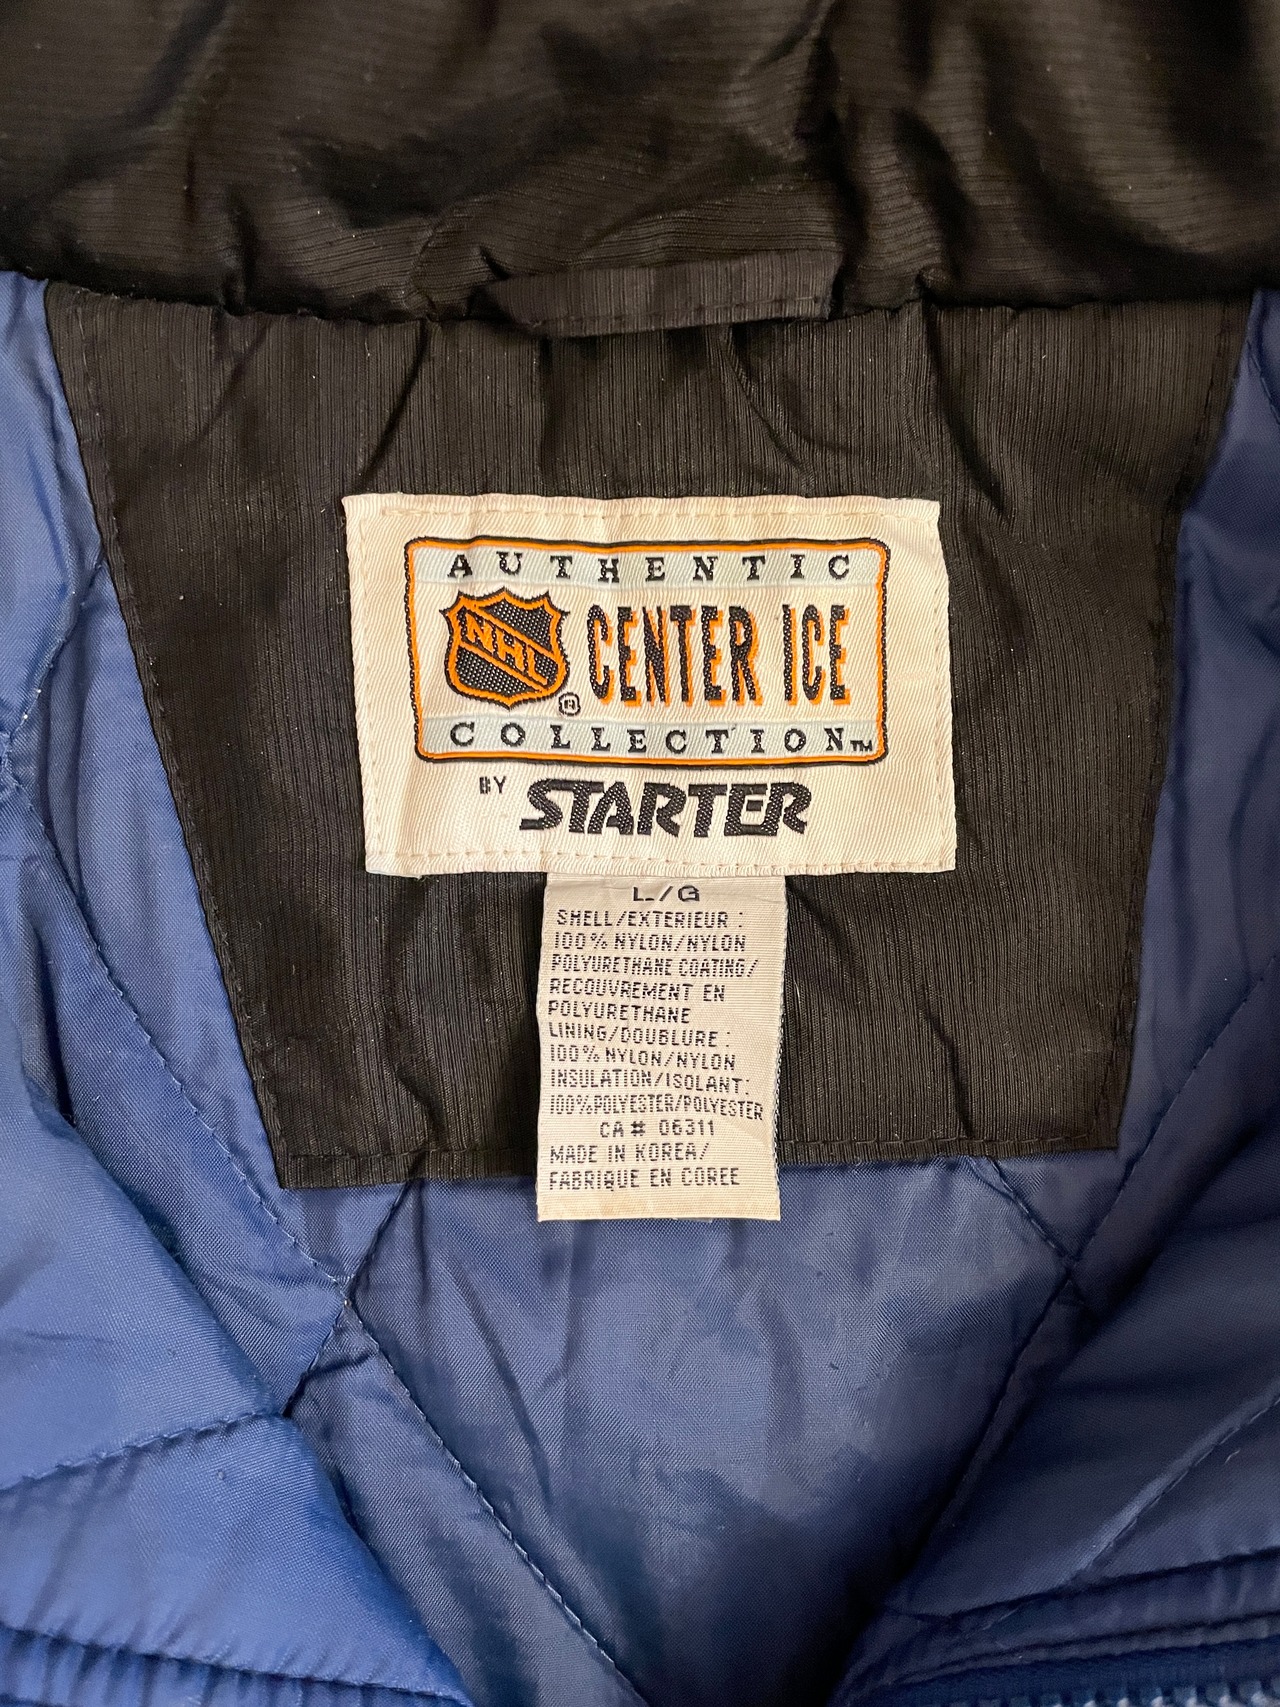 AUTHENTIC
NHL ® CENTER ICE
COLLECTION™
BY STARTER
L/G
SHELL/EXTERIEUR :
100% NYLON/NYLON
POLYURETHANE COATING/
RECOUVREMENT EN
POLYURETHANE
LINING/DOUBLURE :
100% NYLON/NYLON
INSULATION/ISOLANT:
100%POLYESTER/POLYESTER
CA # 06311
MADE IN KOREA/
FABRIQUE EN COREE